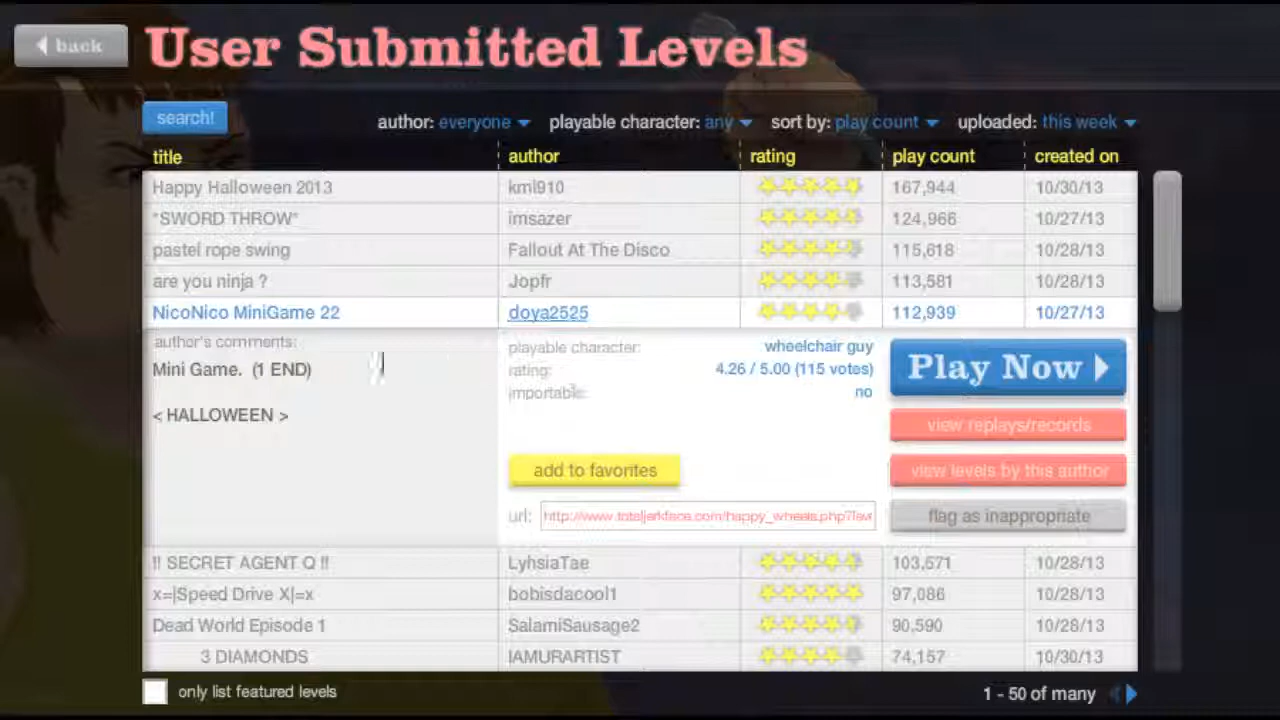 back
User Submitted Levels
search!
author: everyone playable character: any sort by: play count uploaded: this week
title author rating play count created on
Happy Halloween 2013 kml910 167,944 10/30/13
*SWORD THROW* imsazer 124,966 10/27/13
pastel rope swing Fallout At The Disco 115,618 10/28/13
are you ninja ? Jopfr 113,581 10/28/13
NicoNico MiniGame 22 doya2525 112,939 10/27/13
author's comments: playable character: wheelchair guy Play Now
Mini Game. (1 END) rating: 4.26 / 5.00 (115 votes)
importable: no
< HALLOWEEN > view replays/records
add to favorites view levels by this author
url: http://www.totaljerkface.com/happy_wheels.php?lev flag as inappropriate
!! SECRET AGENT Q !! LyhsiaTae 103,571 10/28/13
x=|Speed Drive X|=x bobisdacool1 97,086 10/28/13
Dead World Episode 1 SalamiSausage2 90,590 10/28/13
3 DIAMONDS IAMURARTIST 74,157 10/30/13
only list featured levels 1 - 50 of many